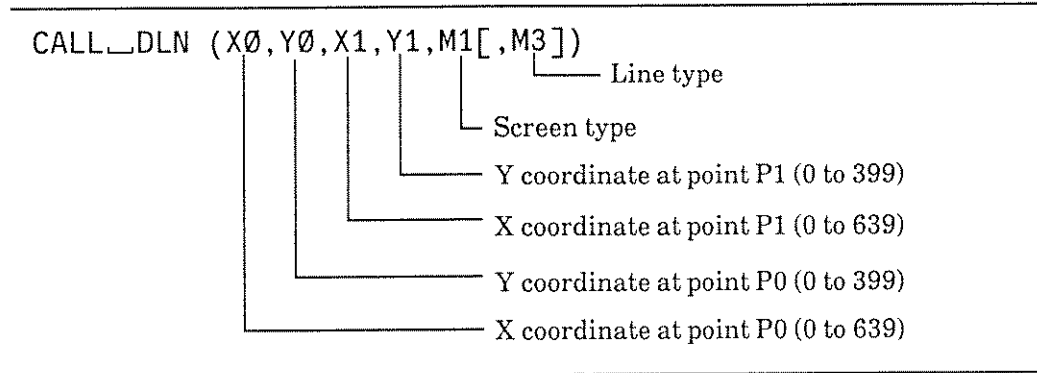 CALL␣DLN (XØ,YØ,X1,Y1,M1[,M3])
Line type
Screen type
Y coordinate at point P1 (0 to 399)
X coordinate at point P1 (0 to 639)
Y coordinate at point P0 (0 to 399)
X coordinate at point P0 (0 to 639)